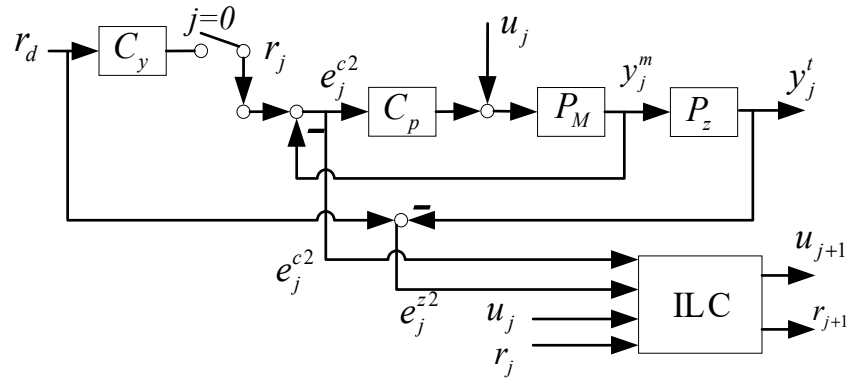 j=0
r_d C_y r_j e_j^{c2} C_p u_j P_M y_j^m P_z y_j^t
-
-
e_j^{c2} u_{j+1}
e_j^{z2} ILC
u_j r_{j+1}
r_j